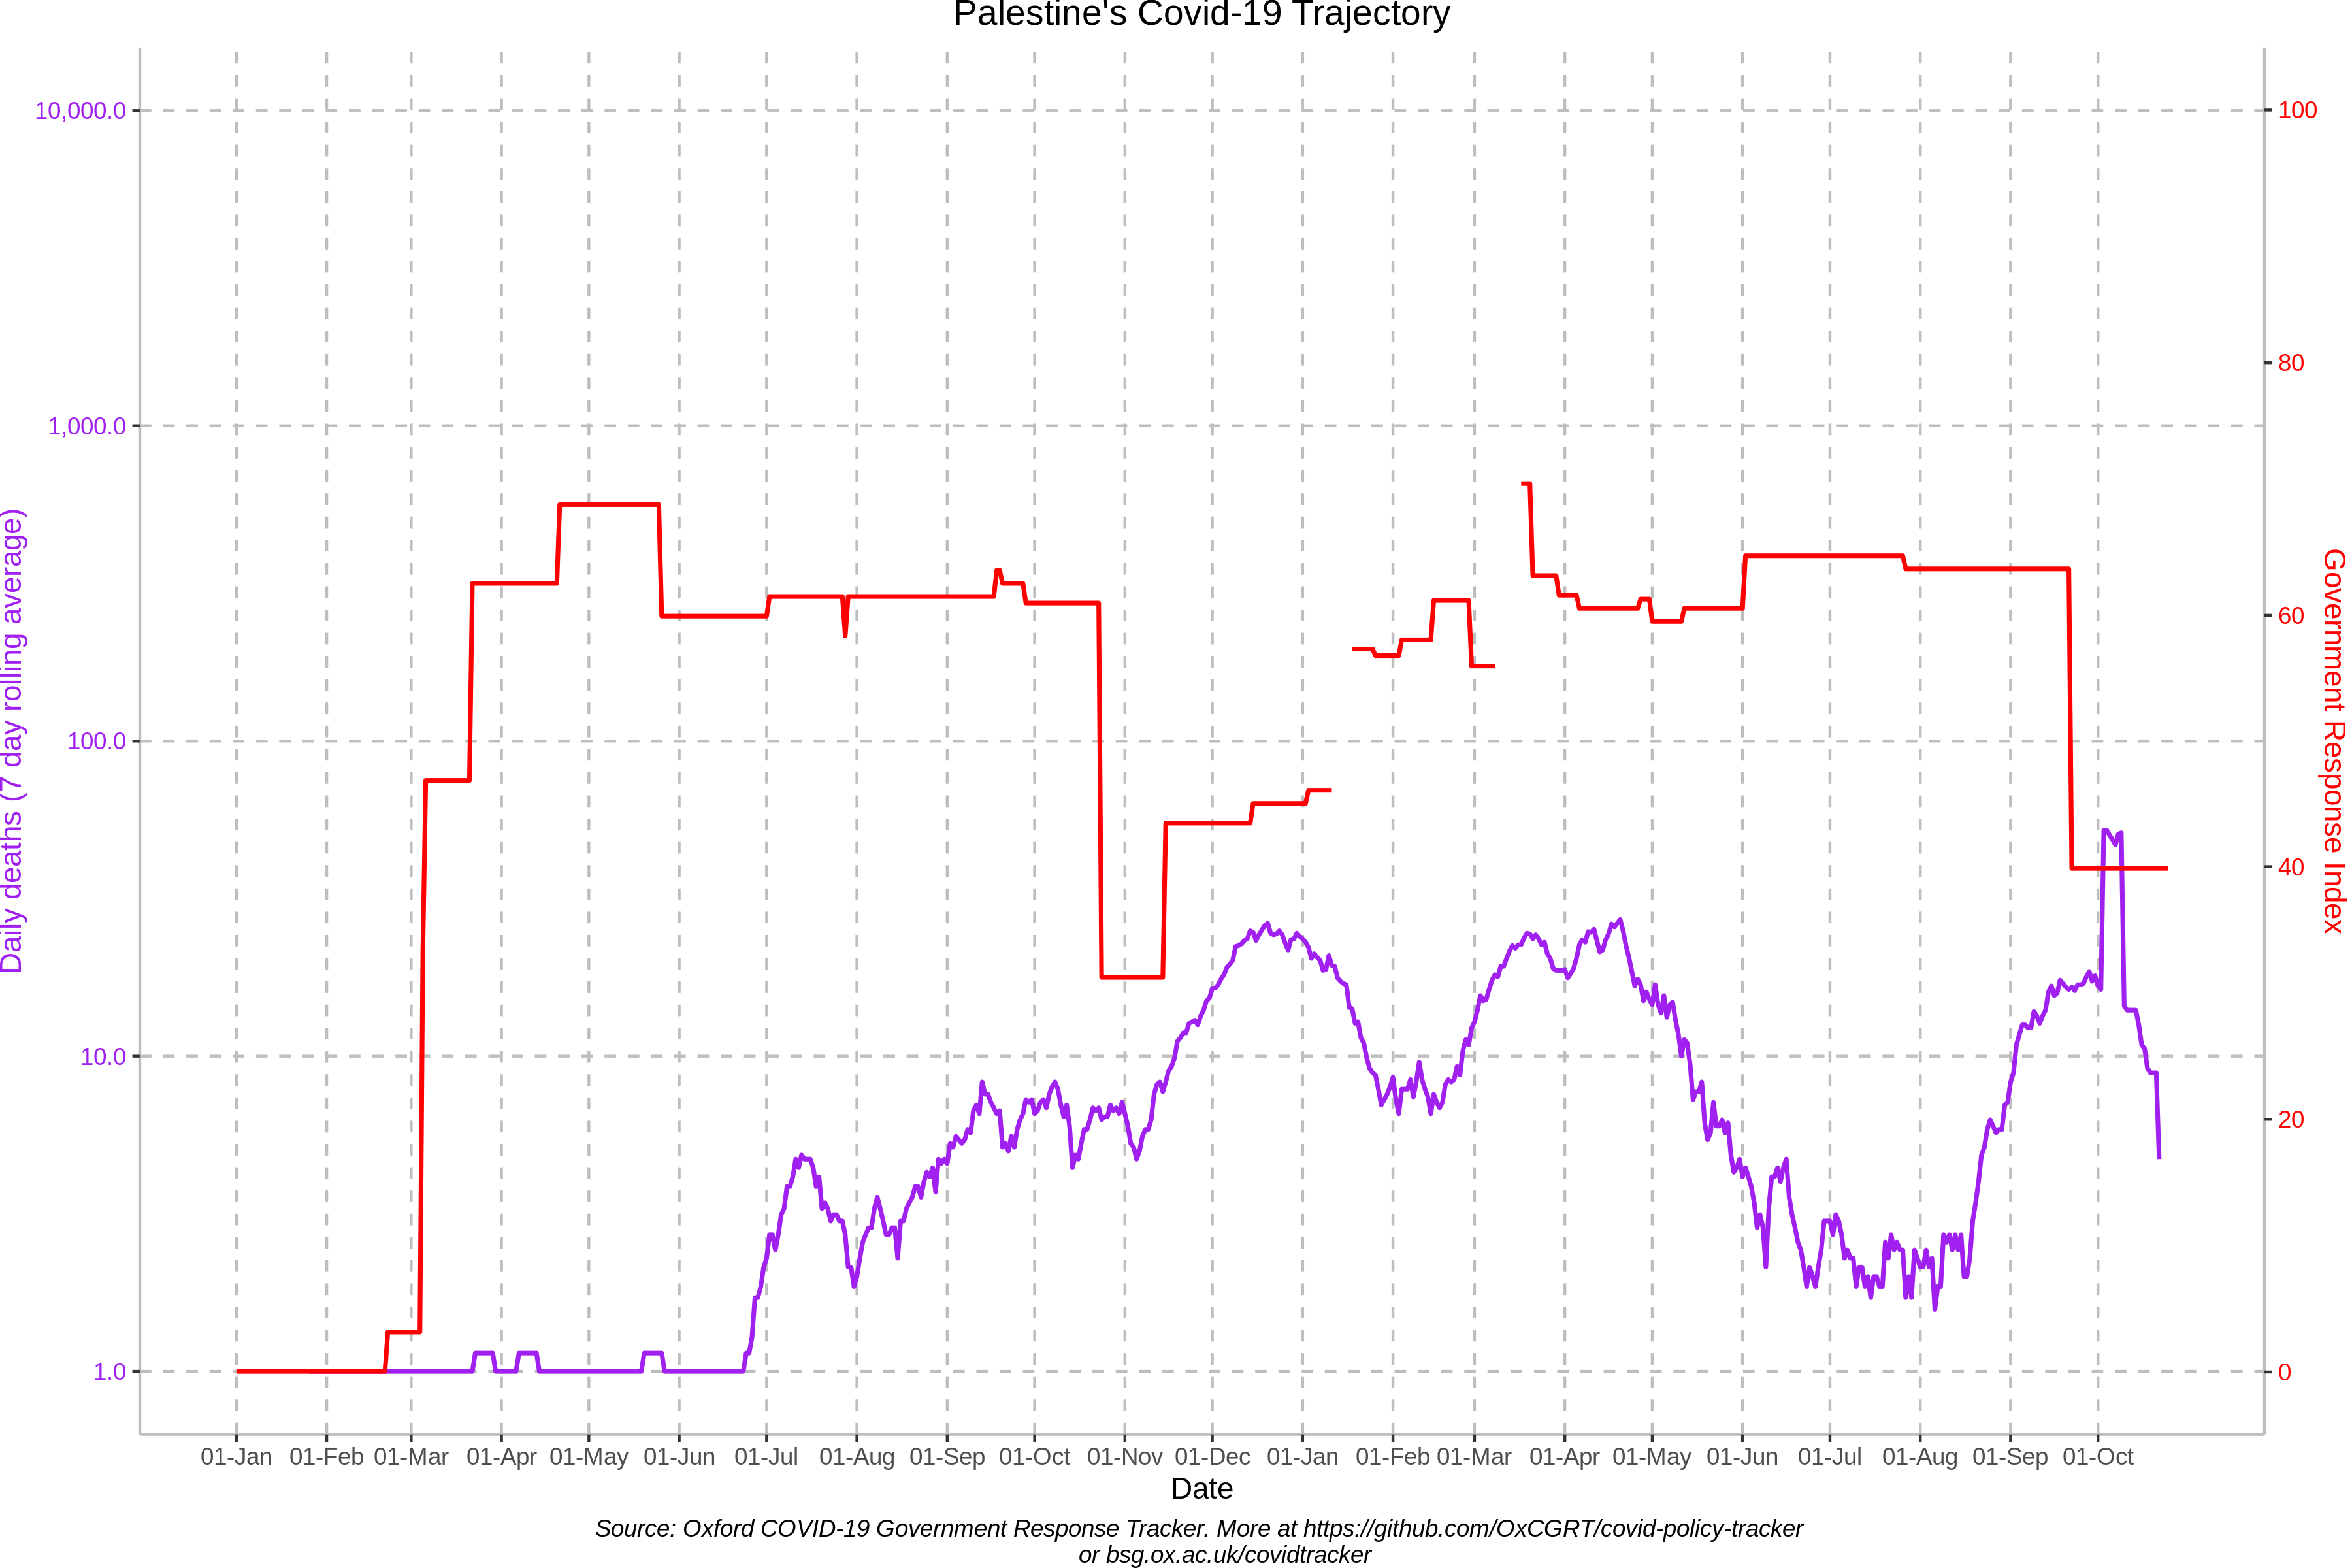 Palestine's Covid-19 Trajectory
Daily deaths (7 day rolling average)
10,000.0
1,000.0
100.0
10.0
1.0
100
80
60
40
20
0
Government Response Index
01-Jan 01-Feb 01-Mar 01-Apr 01-May 01-Jun 01-Jul 01-Aug 01-Sep 01-Oct 01-Nov 01-Dec 01-Jan 01-Feb 01-Mar 01-Apr 01-May 01-Jun 01-Jul 01-Aug 01-Sep 01-Oct
Date
Source: Oxford COVID-19 Government Response Tracker. More at https://github.com/OxCGRT/covid-policy-tracker
or bsg.ox.ac.uk/covidtracker